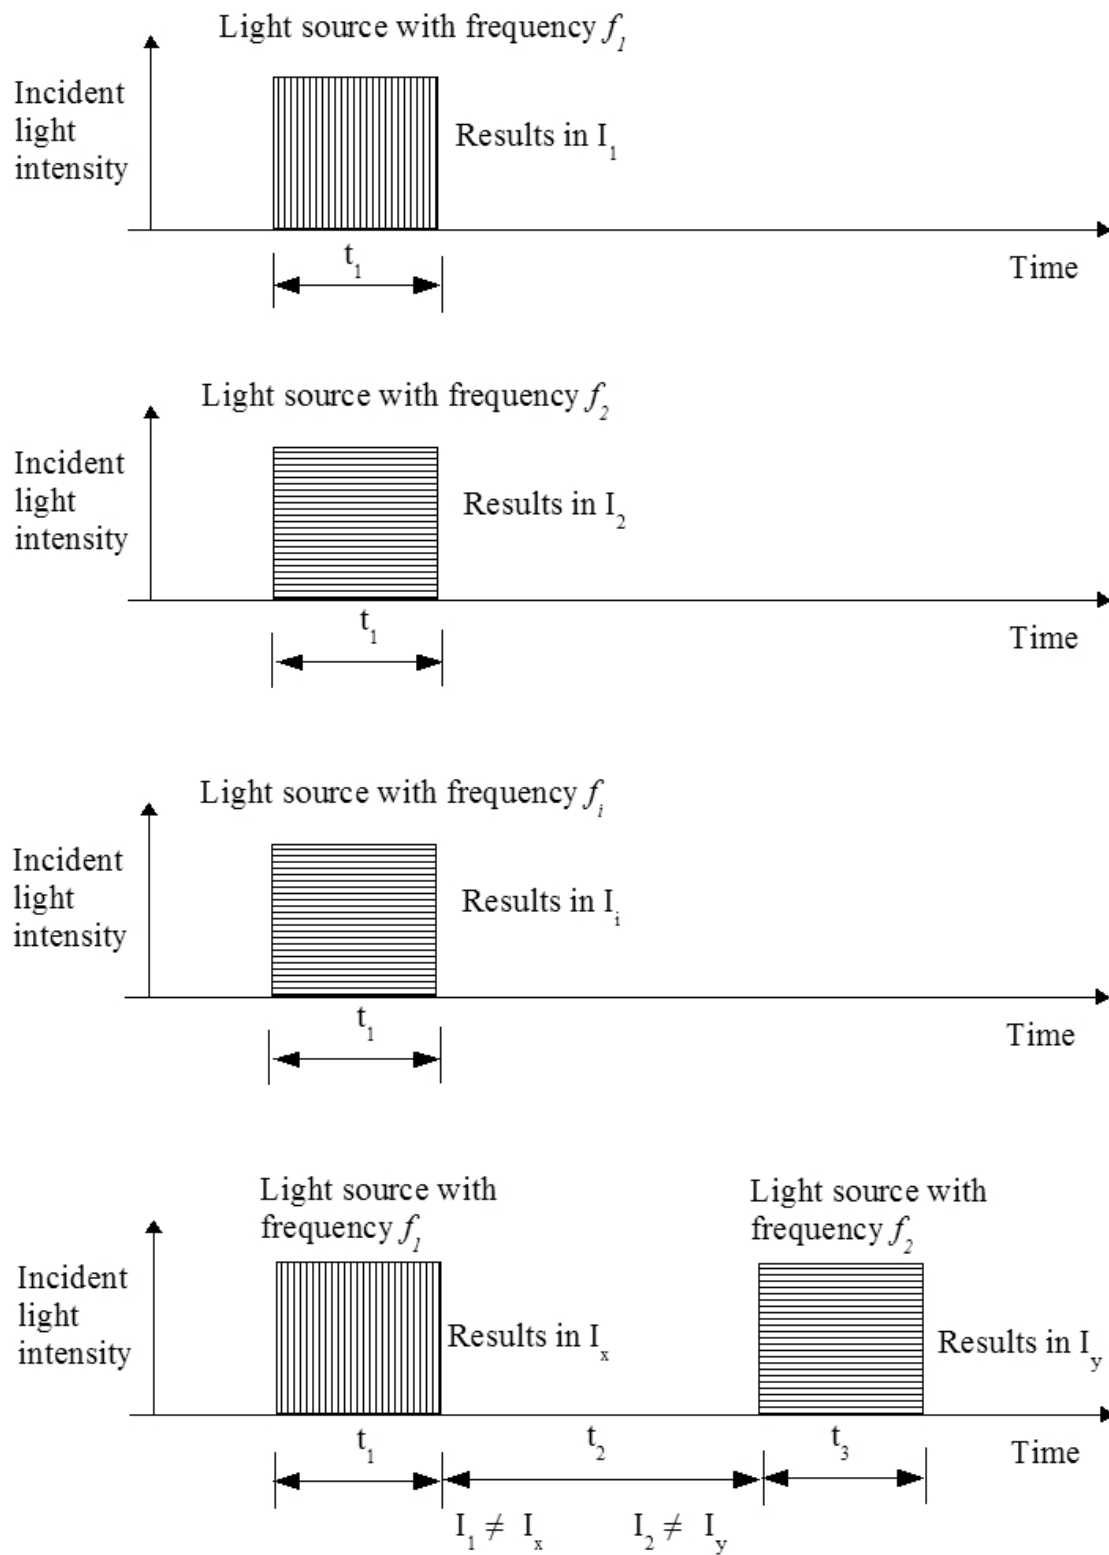 Light source with frequency f₁
Incident
light
intensity
Results in I₁
t₁
Time
Light source with frequency f₂
Incident
light
intensity
Results in I₂
t₁
Time
Light source with frequency fᵢ
Incident
light
intensity
Results in Iᵢ
t₁
Time
Light source with
frequency f₁
Light source with
frequency f₂
Incident
light
intensity
Results in Iₓ
Results in I_y
t₁
t₂
t₃
Time
I₁ ≠ Iₓ
I₂ ≠ I_y